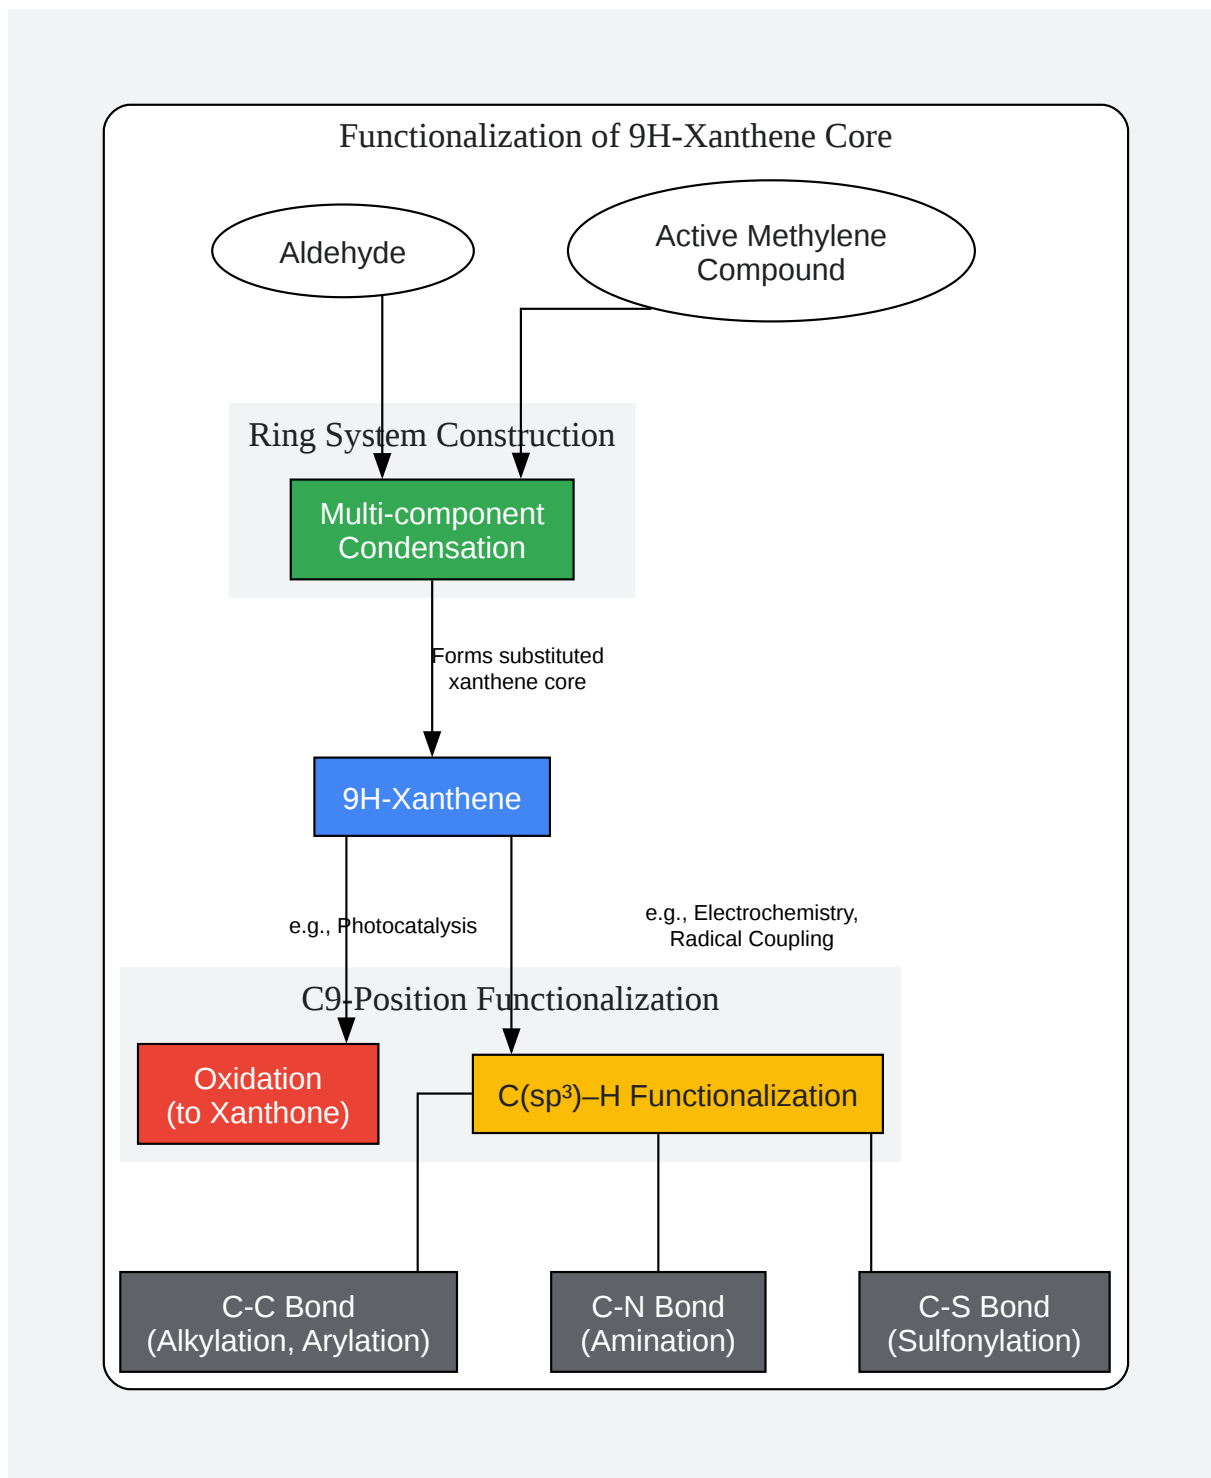 Functionalization of 9H-Xanthene Core
Aldehyde
Active Methylene
Compound
Ring System Construction
Multi-component
Condensation
Forms substituted
xanthene core
9H-Xanthene
e.g., Photocatalysis
e.g., Electrochemistry,
Radical Coupling
C9-Position Functionalization
Oxidation
(to Xanthone)
C(sp³)–H Functionalization
C-C Bond
(Alkylation, Arylation)
C-N Bond
(Amination)
C-S Bond
(Sulfonylation)